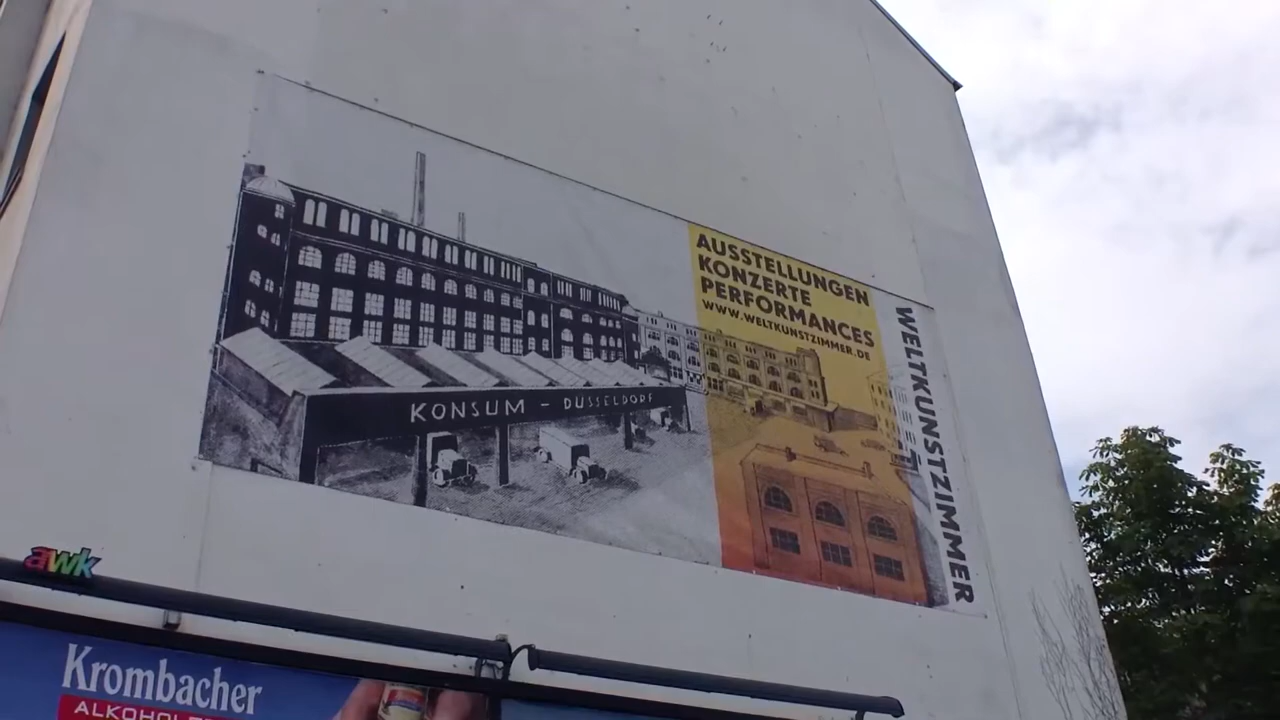 AUSSTELLUNGEN
KONZERTE
PERFORMANCES
WWW.WELTKUNSTZIMMER.DE
WELTKUNSTZIMMER
KONSUM - DÜSSELDORF
awk
Krombacher